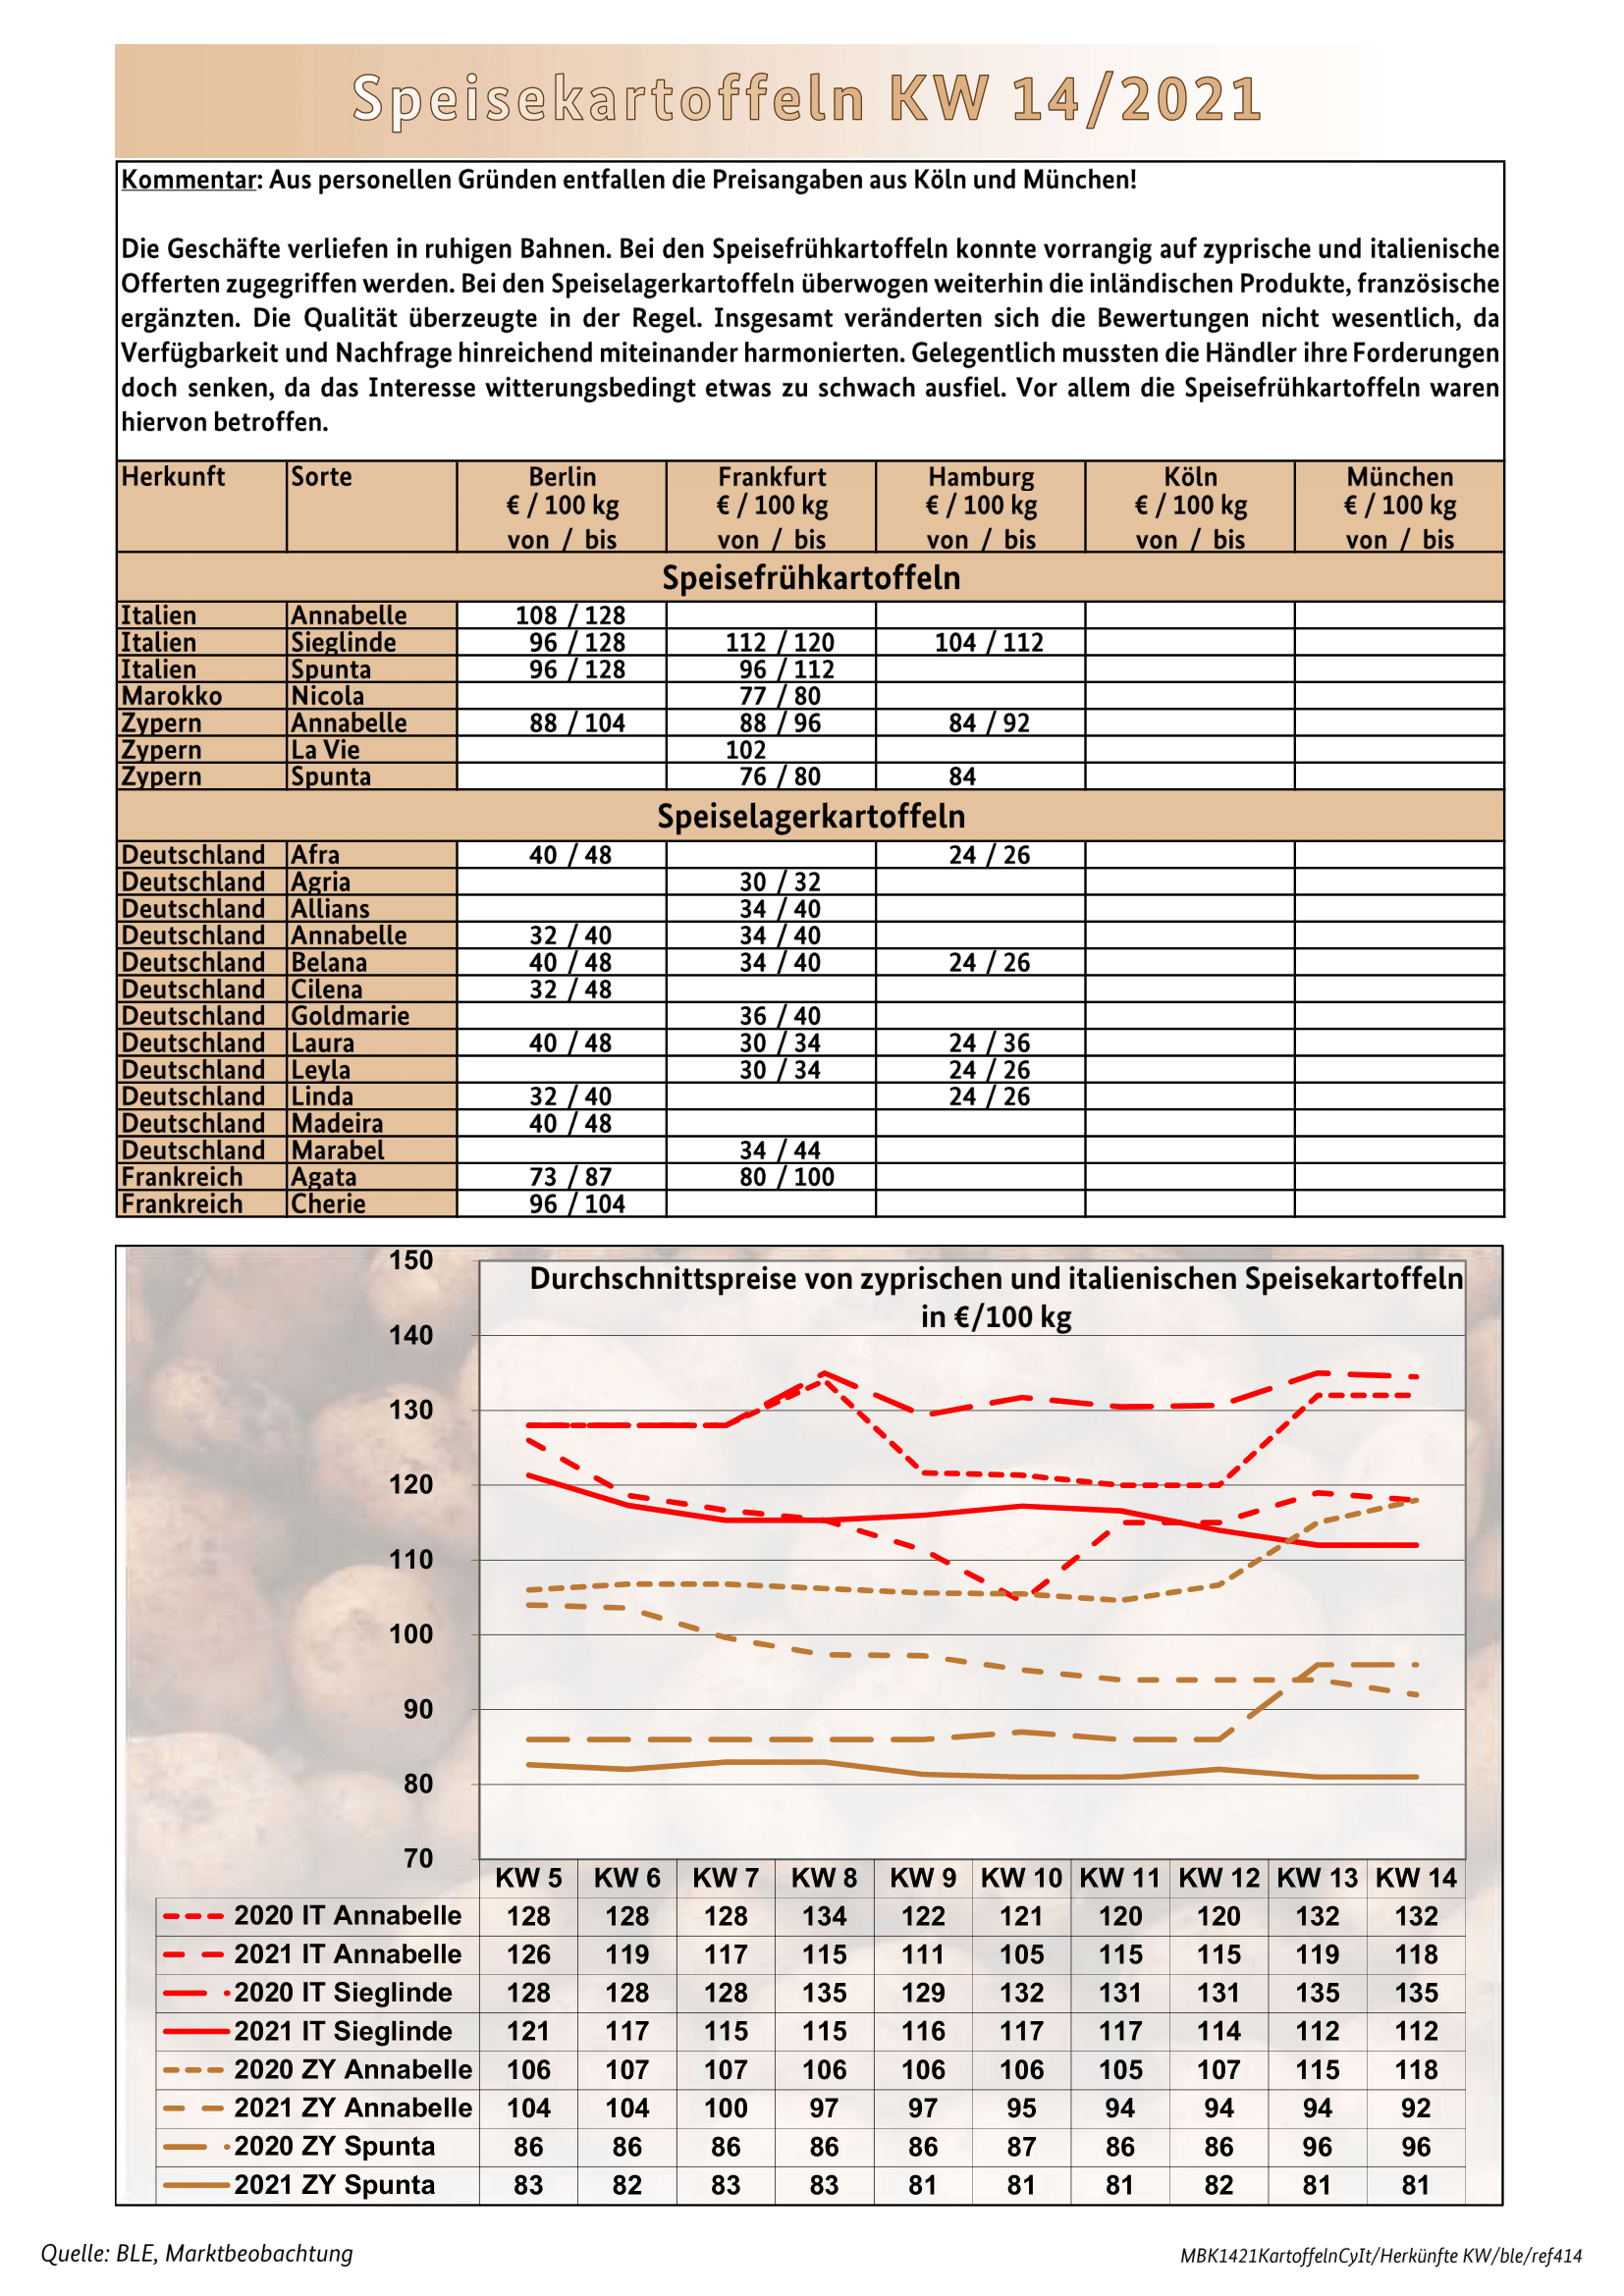 Speisekartoffeln KW 14/2021
Kommentar: Aus personellen Gründen entfallen die Preisangaben aus Köln und München!
Die Geschäfte verliefen in ruhigen Bahnen. Bei den Speisefrühkartoffeln konnte vorrangig auf zyprische und italienische
Offerten zugegriffen werden. Bei den Speiselagerkartoffeln überwogen weiterhin die inländischen Produkte, französische
ergänzten. Die Qualität überzeugte in der Regel. Insgesamt veränderten sich die Bewertungen nicht wesentlich, da
Verfügbarkeit und Nachfrage hinreichend miteinander harmonierten. Gelegentlich mussten die Händler ihre Forderungen
doch senken, da das Interesse witterungsbedingt etwas zu schwach ausfiel. Vor allem die Speisefrühkartoffeln waren
hiervon betroffen.
Herkunft Sorte Berlin Frankfurt Hamburg Köln München
€ / 100 kg € / 100 kg € / 100 kg € / 100 kg € / 100 kg
von / bis von / bis von / bis von / bis von / bis
Speisefrühkartoffeln
Italien Annabelle 108 / 128
Italien Sieglinde 96 / 128 112 / 120 104 / 112
Italien Spunta 96 / 128 96 / 112
Marokko Nicola 77 / 80
Zypern Annabelle 88 / 104 88 / 96 84 / 92
Zypern La Vie 102
Zypern Spunta 76 / 80 84
Speiselagerkartoffeln
Deutschland Afra 40 / 48 24 / 26
Deutschland Agria 30 / 32
Deutschland Allians 34 / 40
Deutschland Annabelle 32 / 40 34 / 40
Deutschland Belana 40 / 48 34 / 40 24 / 26
Deutschland Cilena 32 / 48
Deutschland Goldmarie 36 / 40
Deutschland Laura 40 / 48 30 / 34 24 / 36
Deutschland Leyla 30 / 34 24 / 26
Deutschland Linda 32 / 40 24 / 26
Deutschland Madeira 40 / 48
Deutschland Marabel 34 / 44
Frankreich Agata 73 / 87 80 / 100
Frankreich Cherie 96 / 104
Durchschnittspreise von zyprischen und italienischen Speisekartoffeln
in €/100 kg
150
140
130
120
110
100
90
80
70
KW 5 KW 6 KW 7 KW 8 KW 9 KW 10 KW 11 KW 12 KW 13 KW 14
2020 IT Annabelle 128 128 128 134 122 121 120 120 132 132
2021 IT Annabelle 126 119 117 115 111 105 115 115 119 118
2020 IT Sieglinde 128 128 128 135 129 132 131 131 135 135
2021 IT Sieglinde 121 117 115 115 116 117 117 114 112 112
2020 ZY Annabelle 106 107 107 106 106 106 105 107 115 118
2021 ZY Annabelle 104 104 100 97 97 95 94 94 94 92
2020 ZY Spunta 86 86 86 86 86 87 86 86 96 96
2021 ZY Spunta 83 82 83 83 81 81 81 82 81 81
Quelle: BLE, Marktbeobachtung
MBK1421KartoffelnCyIt/Herkünfte KW/ble/ref414